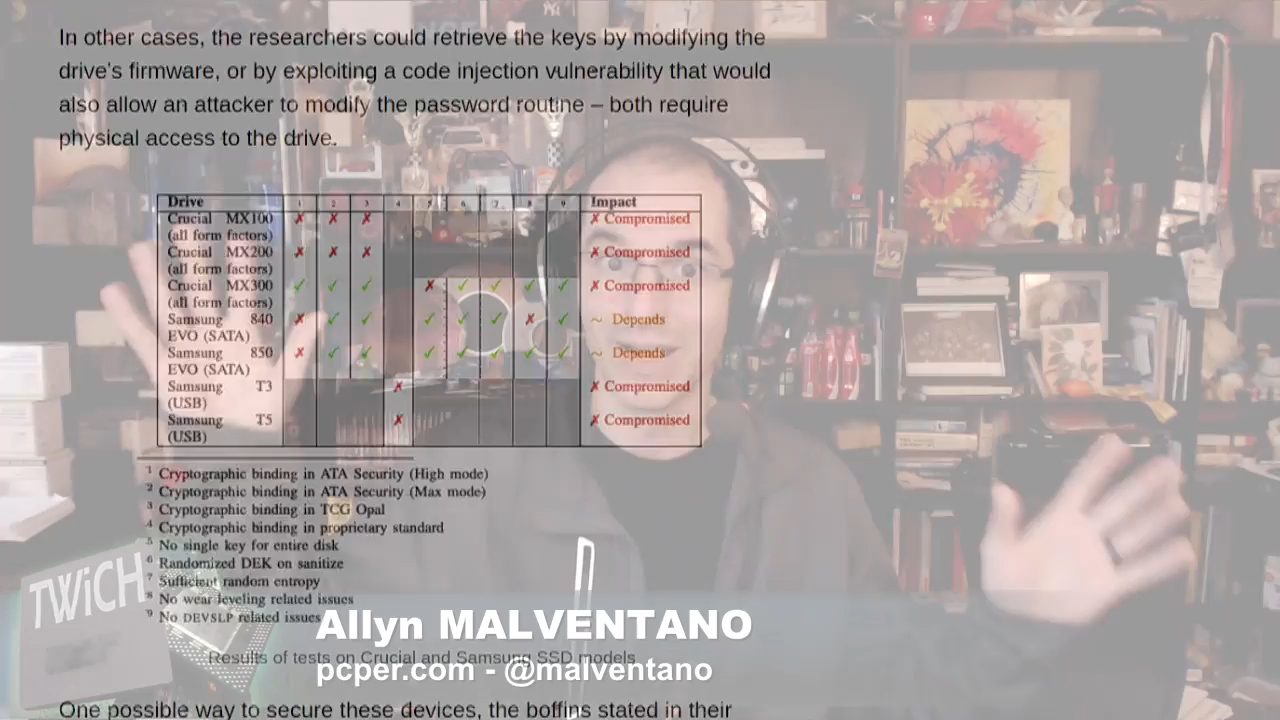 In other cases, the researchers could retrieve the keys by modifying the
drive's firmware, or by exploiting a code injection vulnerability that would
also allow an attacker to modify the password routine – both require
physical access to the drive.
Drive 1 2 3 4 5 6 7 8 9 Impact
Crucial MX100 ✗ ✗ ✗ ✗ Compromised
(all form factors)
Crucial MX200 ✗ ✗ ✗ ✗ Compromised
(all form factors)
Crucial MX300 ✓ ✓ ✓ ✗ ✓ ✓ ✓ ✓ ✗ Compromised
(all form factors)
Samsung 840 ✗ ✓ ✓ ✓ ✓ ✓ ✗ ✓ ~ Depends
EVO (SATA)
Samsung 850 ✗ ✓ ✓ ✓ ✓ ✓ ✓ ✓ ~ Depends
EVO (SATA)
Samsung T3 ✗ ✗ Compromised
(USB)
Samsung T5 ✗ ✗ Compromised
(USB)
1 Cryptographic binding in ATA Security (High mode)
2 Cryptographic binding in ATA Security (Max mode)
3 Cryptographic binding in TCG Opal
4 Cryptographic binding in proprietary standard
5 No single key for entire disk
6 Randomized DEK on sanitize
7 Sufficient random entropy
8 No wear leveling related issues
9 No DEVSLP related issues
TWiCH
Allyn MALVENTANO
Results of tests on Crucial and Samsung SSD models
pcper.com - @malventano
One possible way to secure these devices, the boffins stated in their